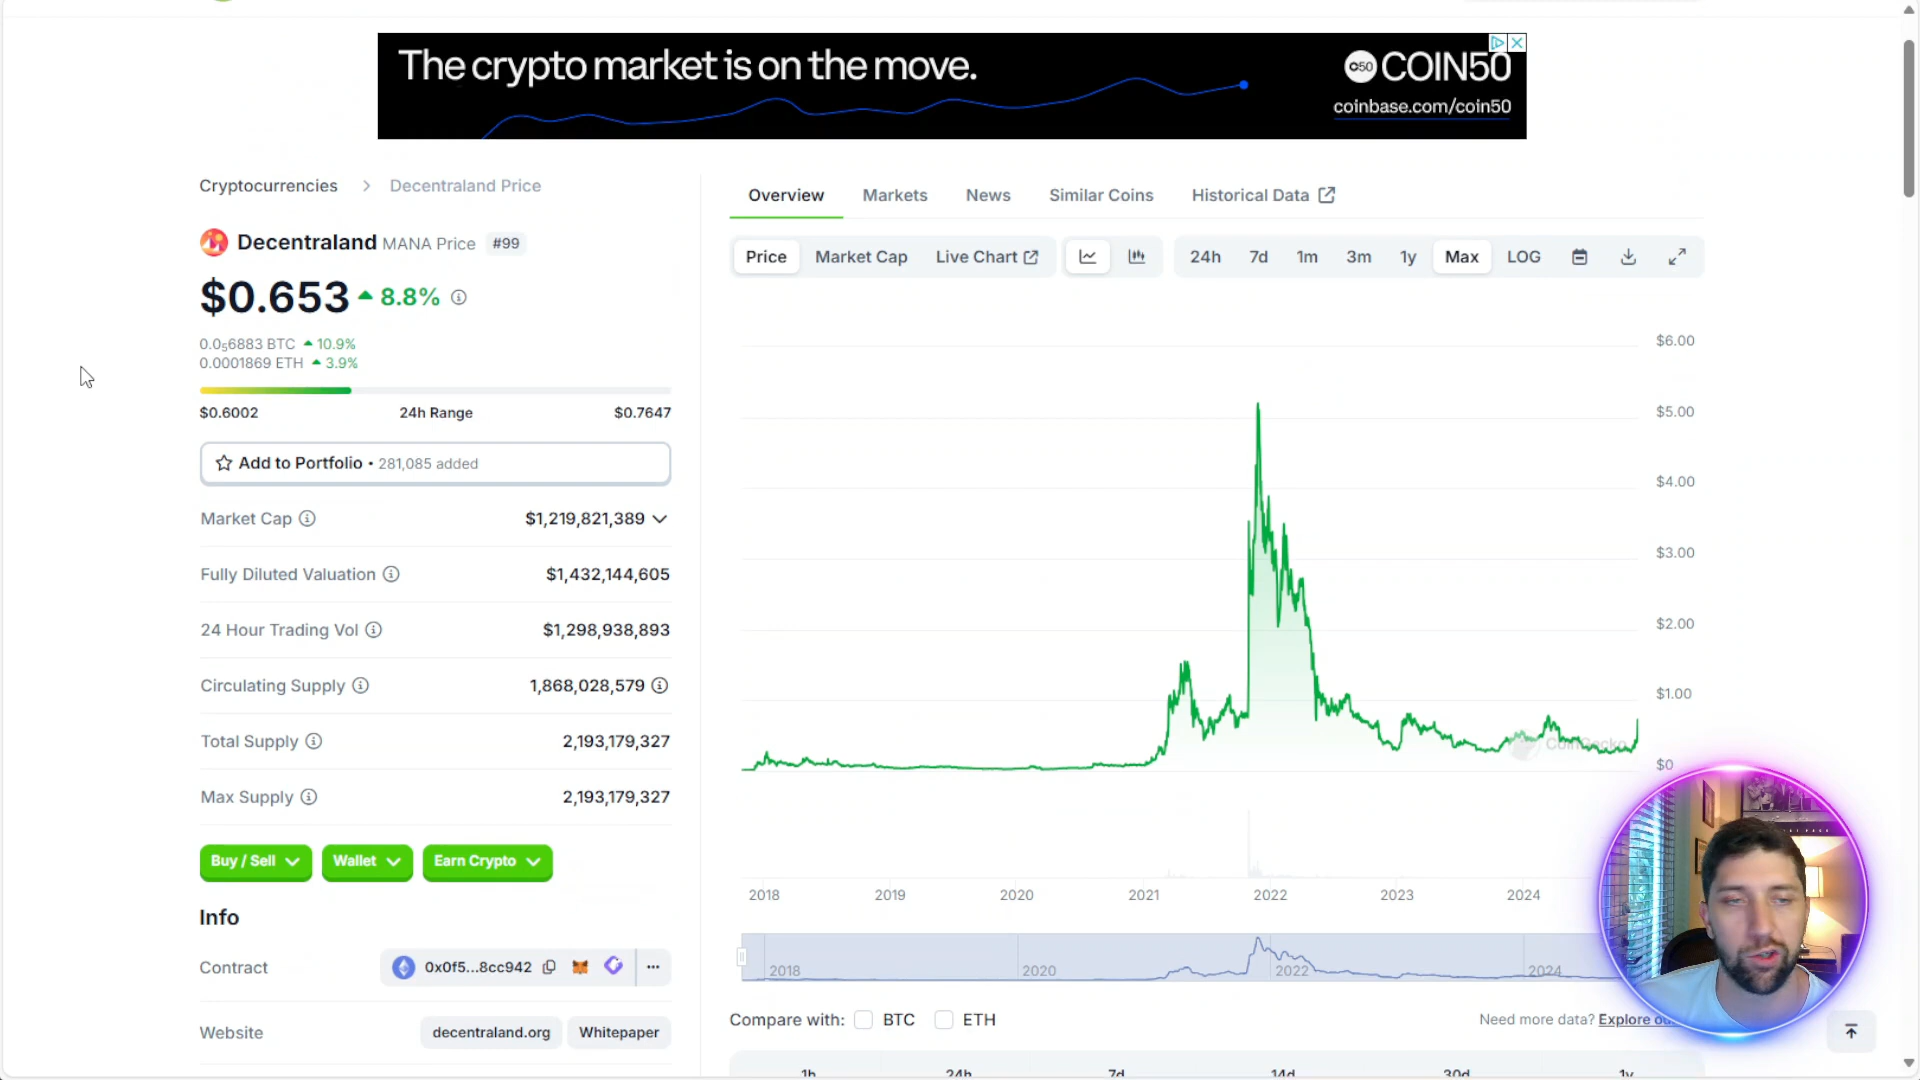 The crypto market is on the move.
C50 COIN50
coinbase.com/coin50
Cryptocurrencies > Decentraland Price
Decentraland MANA Price #99
$0.653 8.8%
0.0₅6883 BTC 10.9%
0.0001869 ETH 3.9%
$0.6002 24h Range $0.7647
Add to Portfolio • 281,085 added
Market Cap $1,219,821,389
Fully Diluted Valuation $1,432,144,605
24 Hour Trading Vol $1,298,938,893
Circulating Supply 1,868,028,579
Total Supply 2,193,179,327
Max Supply 2,193,179,327
Buy / Sell Wallet Earn Crypto
Info
Contract 0x0f5...8cc942 ...
Website decentraland.org Whitepaper
Overview Markets News Similar Coins Historical Data
Price Market Cap Live Chart 24h 7d 1m 3m 1y Max LOG
$6.00
$5.00
$4.00
$3.00
$2.00
$1.00
$0
CoinGecko
2018 2019 2020 2021 2022 2023 2024
2018 2020 2022 2024
Compare with: BTC ETH
Need more data? Explore
1h 24h 7d 14d 30d 1y